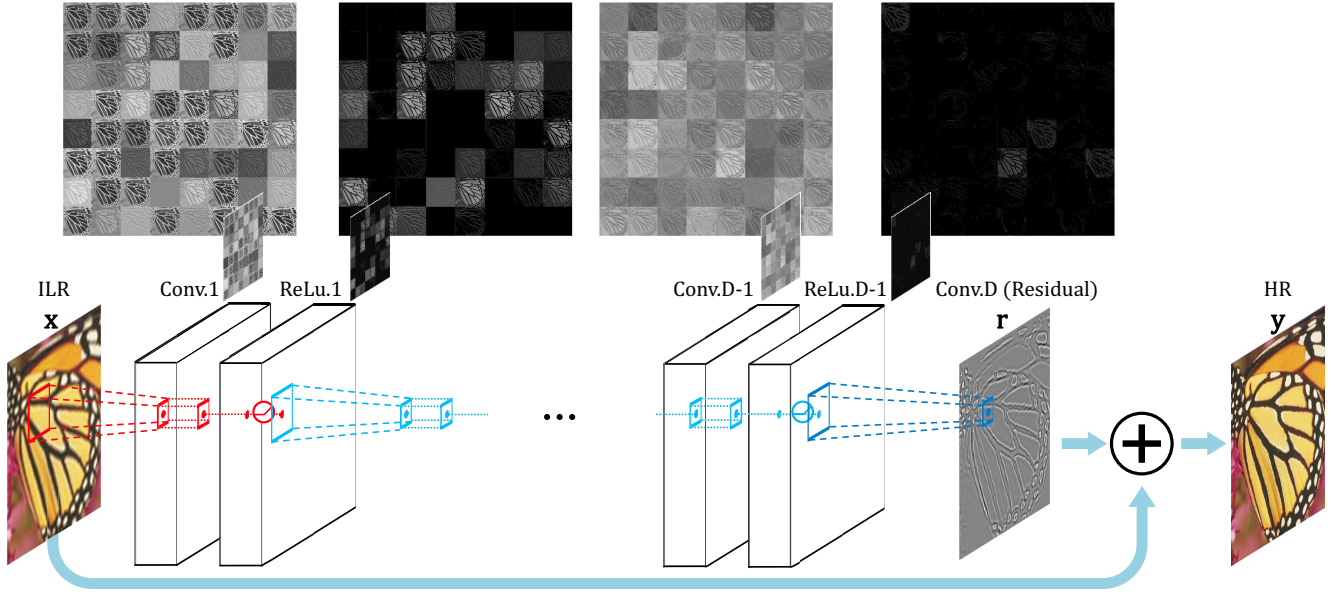 ILR
x
Conv.1
ReLu.1
...
Conv.D-1
ReLu.D-1
Conv.D (Residual)
r
HR
y